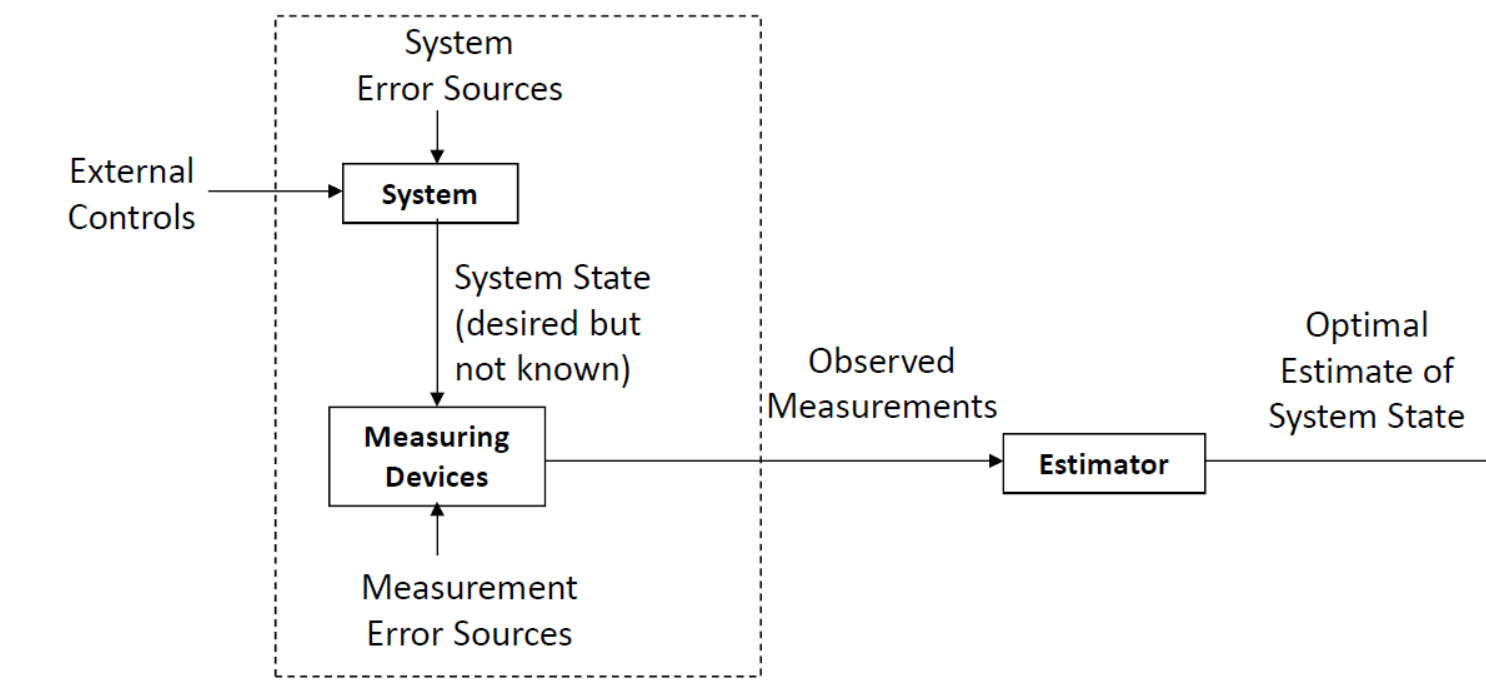 System
Error Sources
External
Controls
System
System State
(desired but
not known)
Measuring
Devices
Measurement
Error Sources
Observed
Measurements
Estimator
Optimal
Estimate of
System State